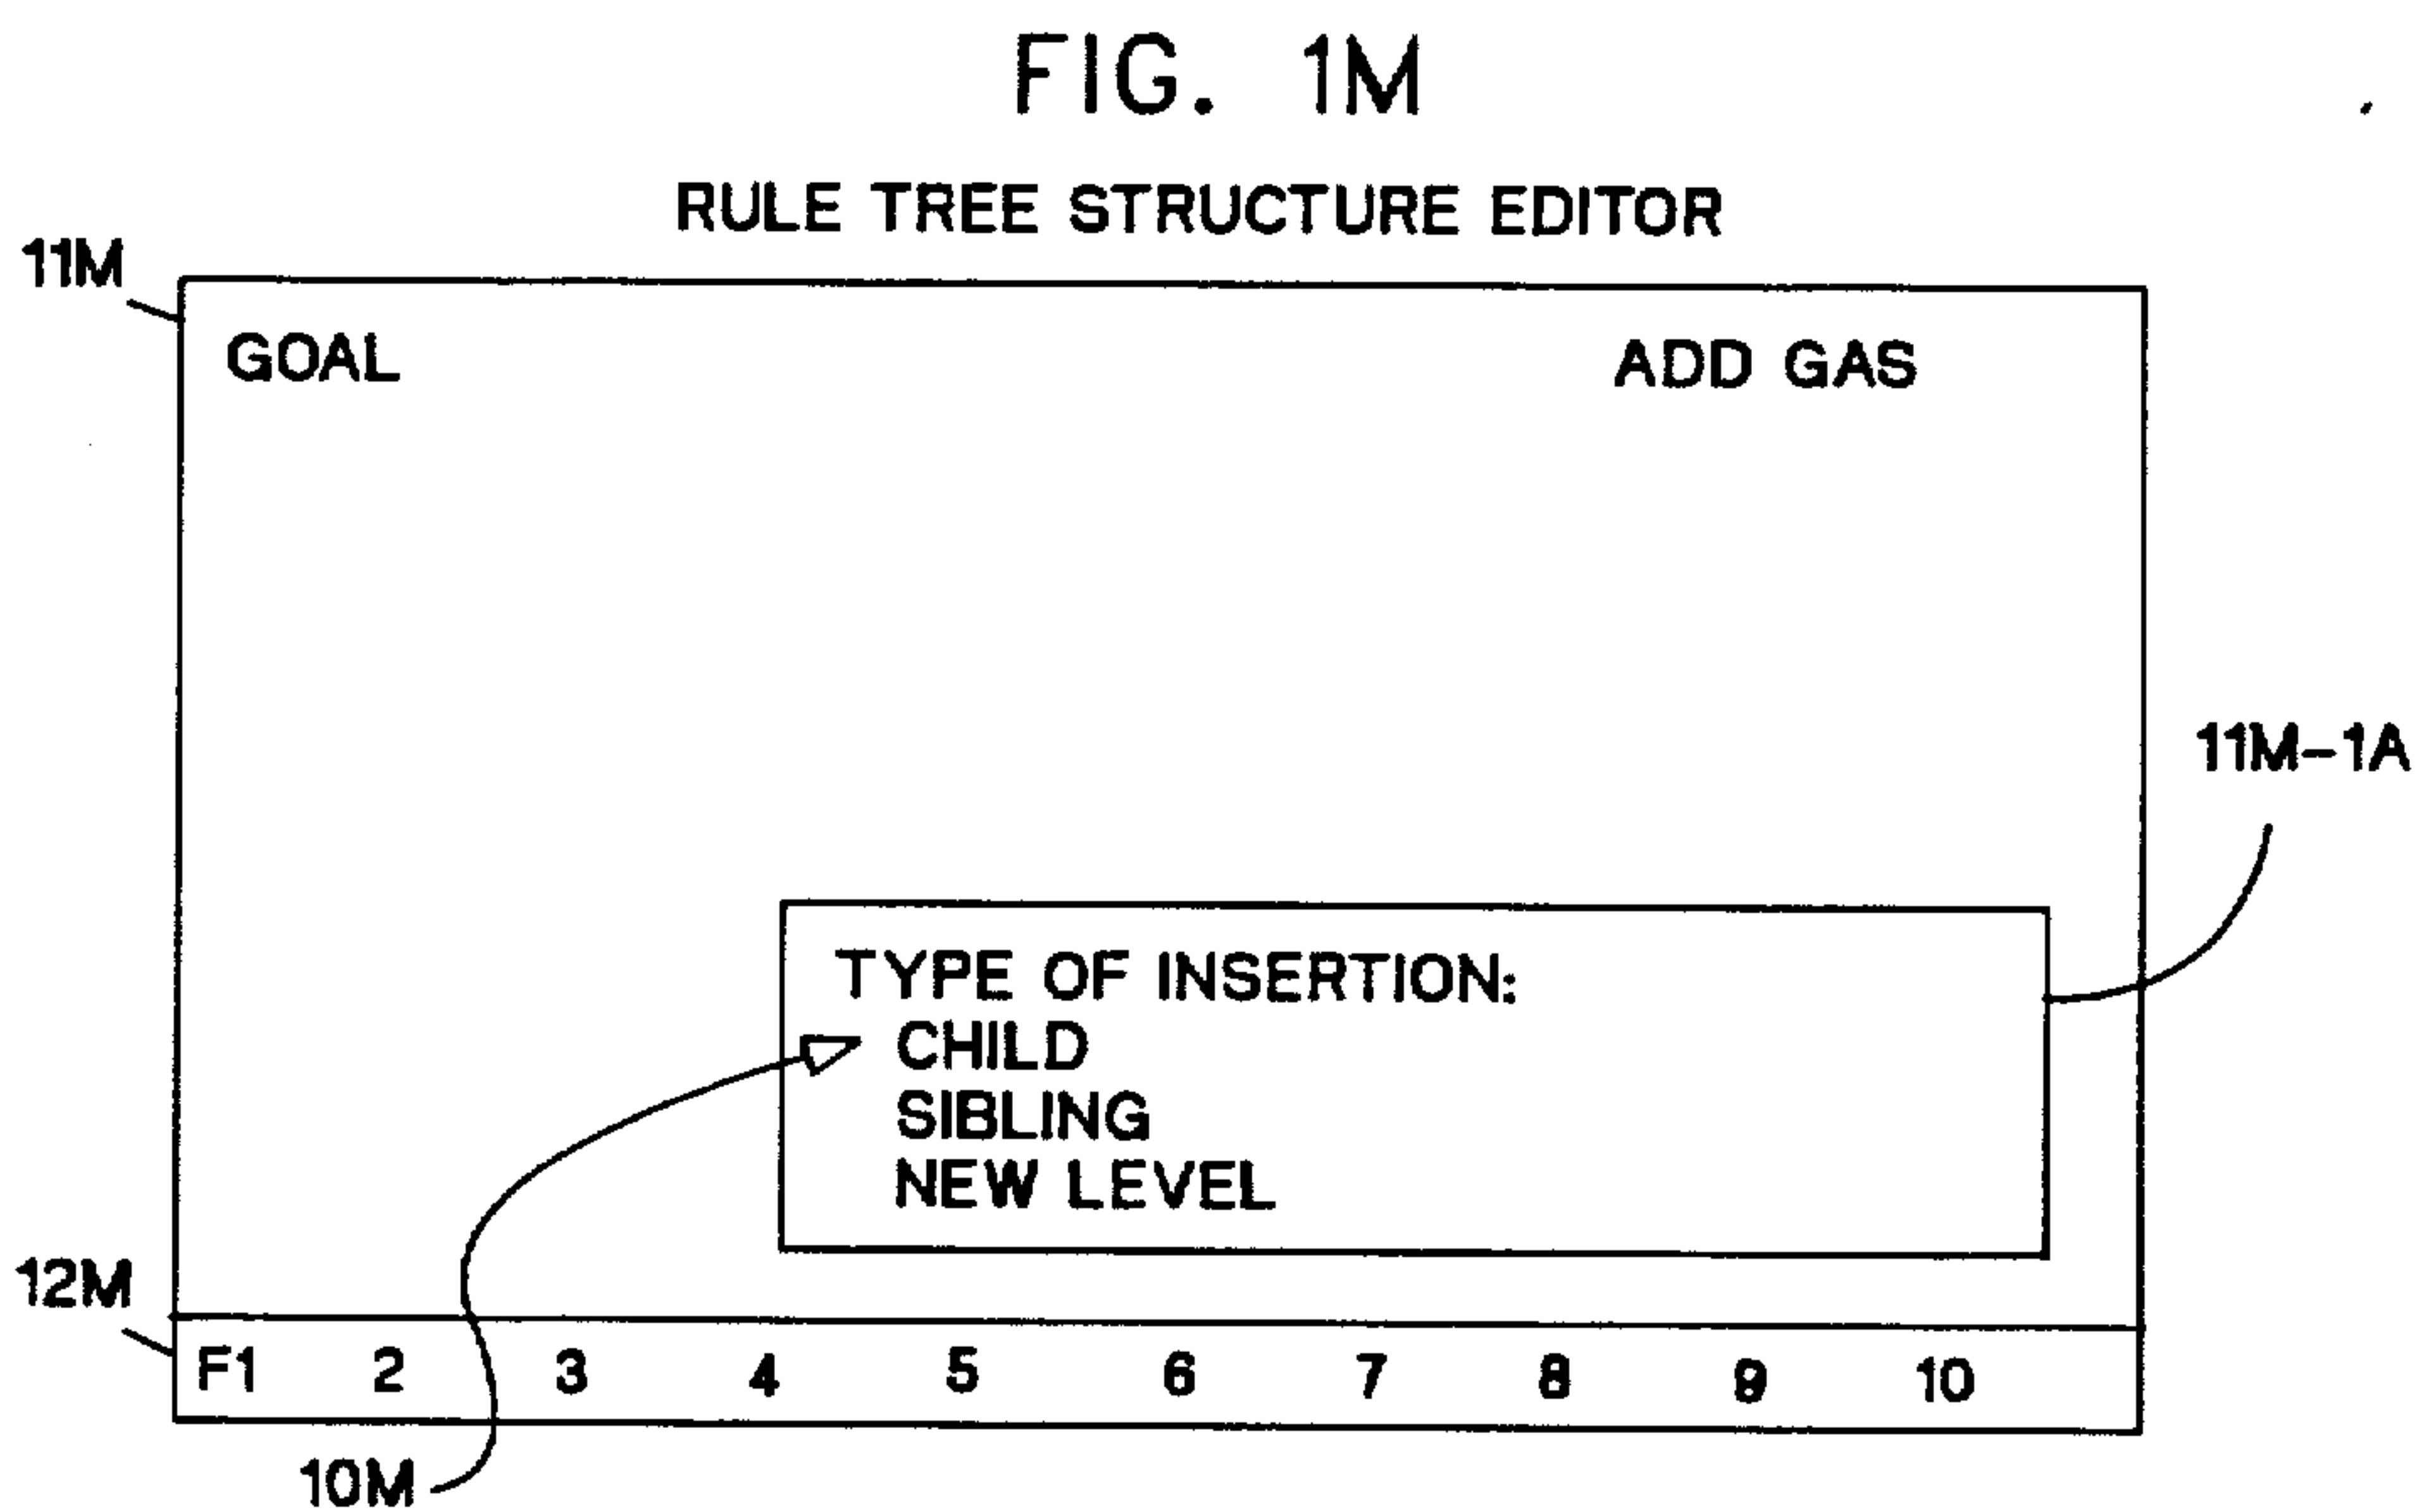 FIG. 1M
RULE TREE STRUCTURE EDITOR
11M
GOAL ADD GAS
11M-1A
TYPE OF INSERTION:
CHILD
SIBLING
NEW LEVEL
12M
F1 2 3 4 5 6 7 8 9 10
10M